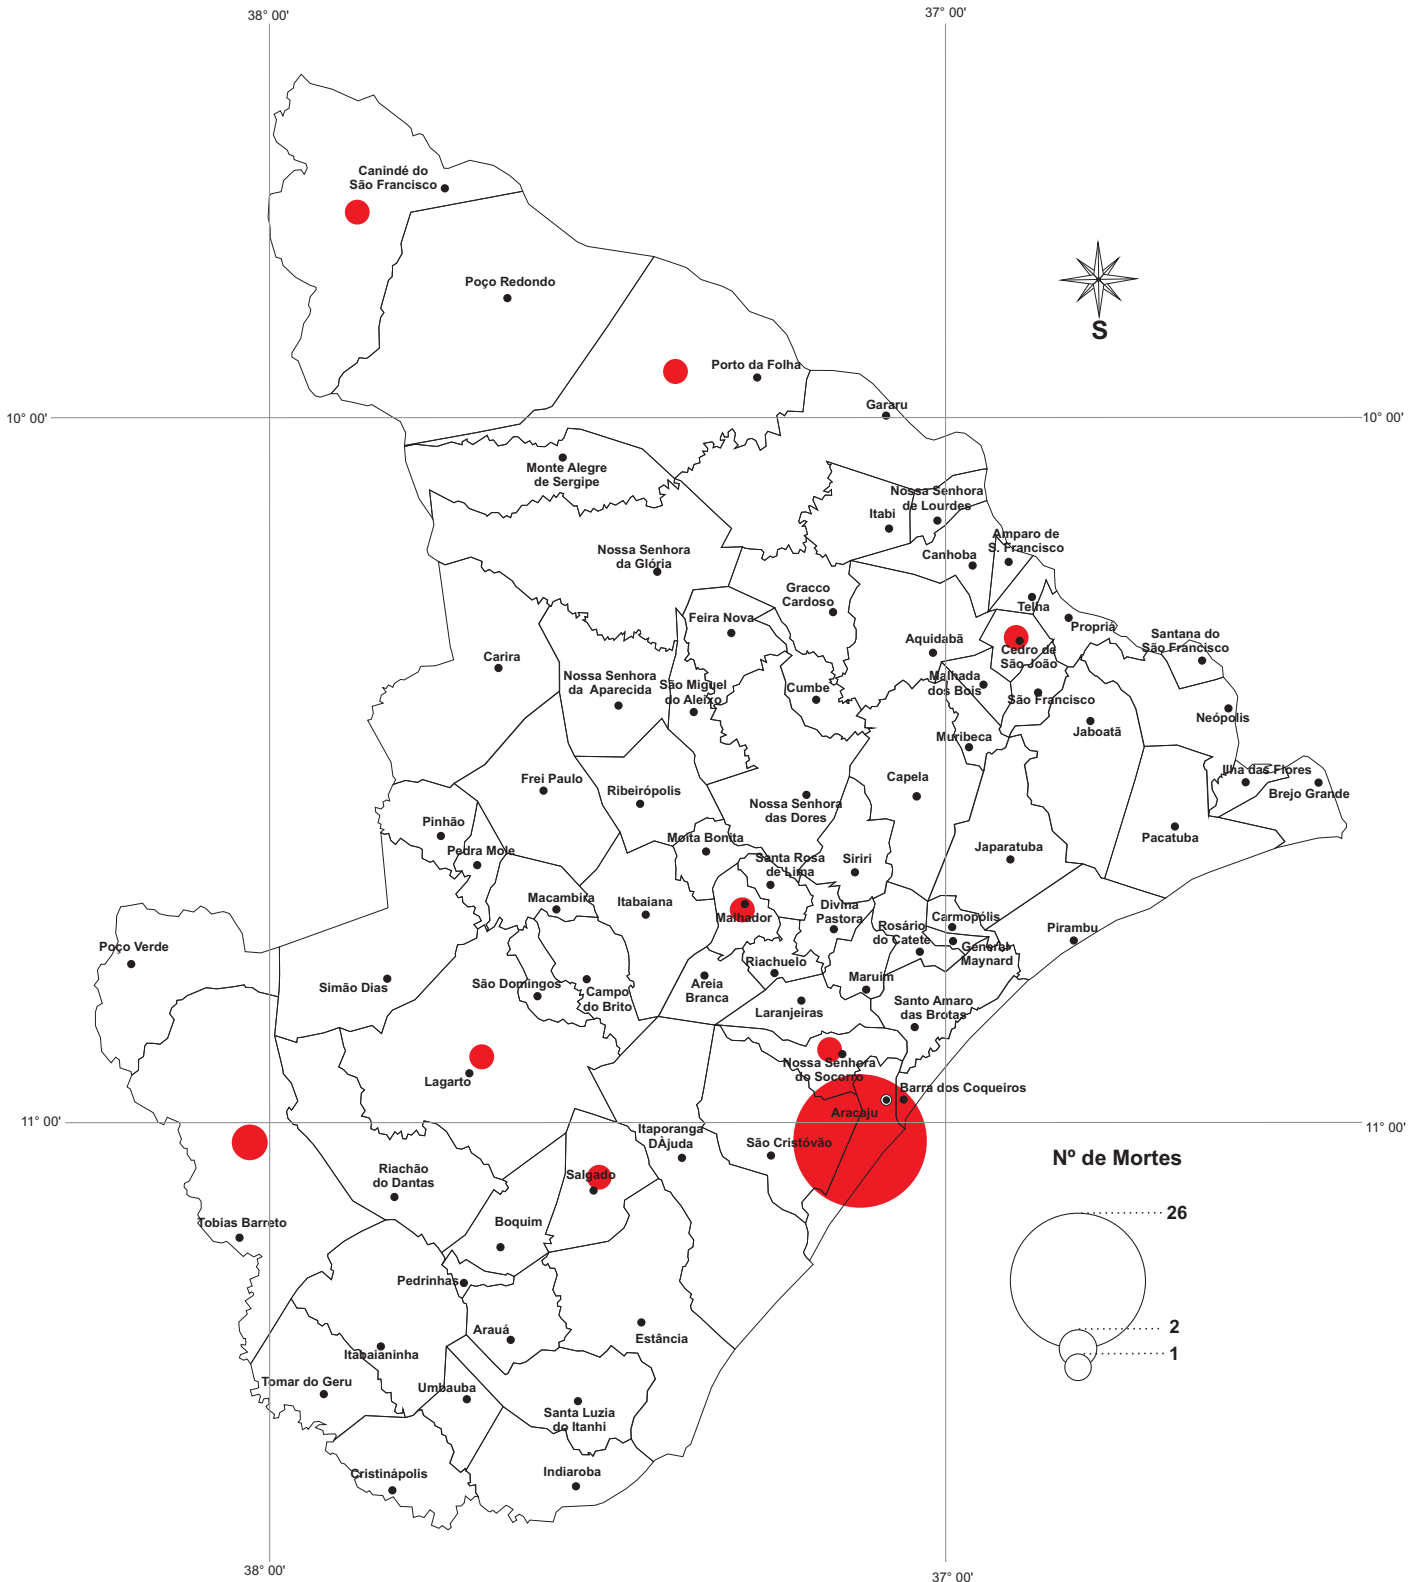 38° 00'
37° 00'
Canindé do
São Francisco
Poço Redondo
S
Porto da Folha
Gararu
10° 00'
10° 00'
Monte Alegre
de Sergipe
Nossa Senhora
de Lourdes
Itabi
Amparo de
S. Francisco
Canhoba
Nossa Senhora
da Glória
Gracco
Cardoso
Telha
Feira Nova
Propriá
Santana do
São Francisco
Aquidabã
Cedro de
São João
Carira
Nossa Senhora
da Aparecida
São Miguel
do Aleixo
Cumbe
Malhada
dos Bois
São Francisco
Neópolis
Jaboatã
Muribeca
Frei Paulo
Ribeirópolis
Capela
Ilha das Flores
Brejo Grande
Nossa Senhora
das Dores
Pinhão
Pedra Mole
Moita Bonita
Pacatuba
Japaratuba
Santa Rosa
de Lima
Siriri
Macambira
Itabaiana
Malhador
Divina
Pastora
Carmopólis
Rosário
do Catete
General
Maynard
Pirambu
Poço Verde
Simão Dias
São Domingos
Campo
do Brito
Riachuelo
Areia
Branca
Maruim
Laranjeiras
Santo Amaro
das Brotas
Nossa Senhora
do Socorro
Lagarto
Barra dos Coqueiros
Aracaju
11° 00'
11° 00'
Itaporanga
DÀjuda
São Cristóvão
Nº de Mortes
Riachão
do Dantas
Salgado
Tobias Barreto
Boquim
26
Pedrinhas
Arauá
Estância
2
1
Itabaianinha
Tomar do Geru
Umbauba
Santa Luzia
do Itanhi
Cristinápolis
Indiaroba
38° 00'
37° 00'